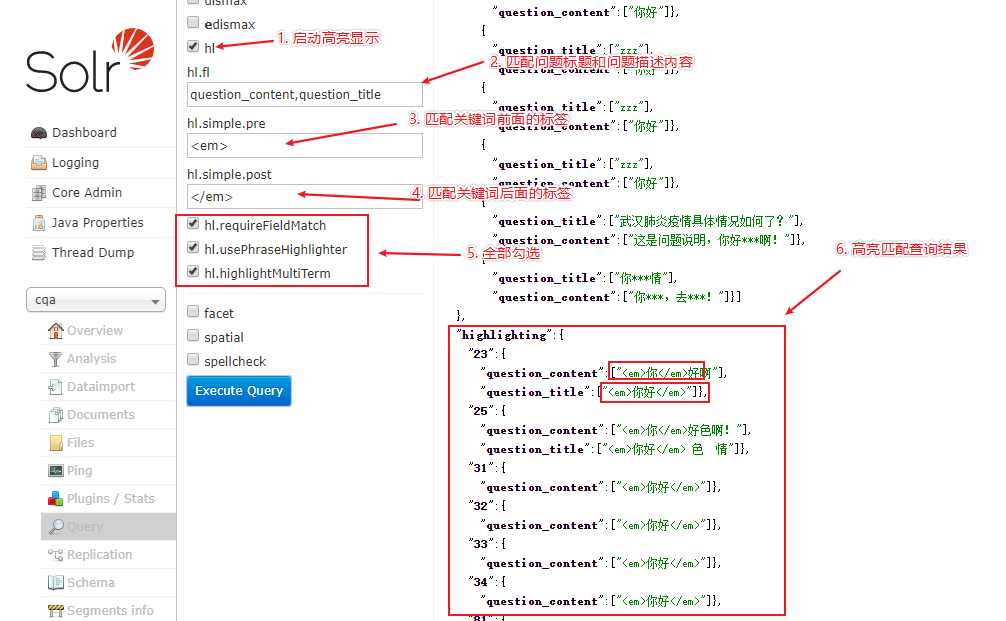 Solr
Dashboard
Logging
Core Admin
Java Properties
Thread Dump
cqa
Overview
Analysis
Dataimport
Documents
Files
Ping
Plugins / Stats
Query
Replication
Schema
Segments info
dismax
edismax
hl
1. 启动高亮显示
hl.fl
2. 匹配问题标题和问题描述内容
question_content,question_title
hl.simple.pre
3. 匹配关键词前面的标签
<em>
hl.simple.post
4. 匹配关键词后面的标签
</em>
hl.requireFieldMatch
hl.usePhraseHighlighter
hl.highlightMultiTerm
5. 全部勾选
facet
spatial
spellcheck
Execute Query
"question_content":["你好"]},
{
"question_title":["zzz"],
"question_content":["你好"]},
{
"question_title":["zzz"],
"question_content":["你好"]},
{
"question_title":["zzz"],
"question_content":["你好"]},
{
"question_title":["武汉肺炎疫情具体情况如何了？"],
"question_content":["这是问题说明，你好***啊！"]},
{
"question_title":["你***情"],
"question_content":["你***，去***！"]}]
},
6. 高亮匹配查询结果
"highlighting":{
"23":{
"question_content":["<em>你</em>好啊"],
"question_title":["<em>你好</em>"]},
"25":{
"question_content":["<em>你</em>好色啊！"],
"question_title":["<em>你好</em> 色　情"]},
"31":{
"question_content":["<em>你好</em>"]},
"32":{
"question_content":["<em>你好</em>"]},
"33":{
"question_content":["<em>你好</em>"]},
"34":{
"question_content":["<em>你好</em>"]},
"81":{